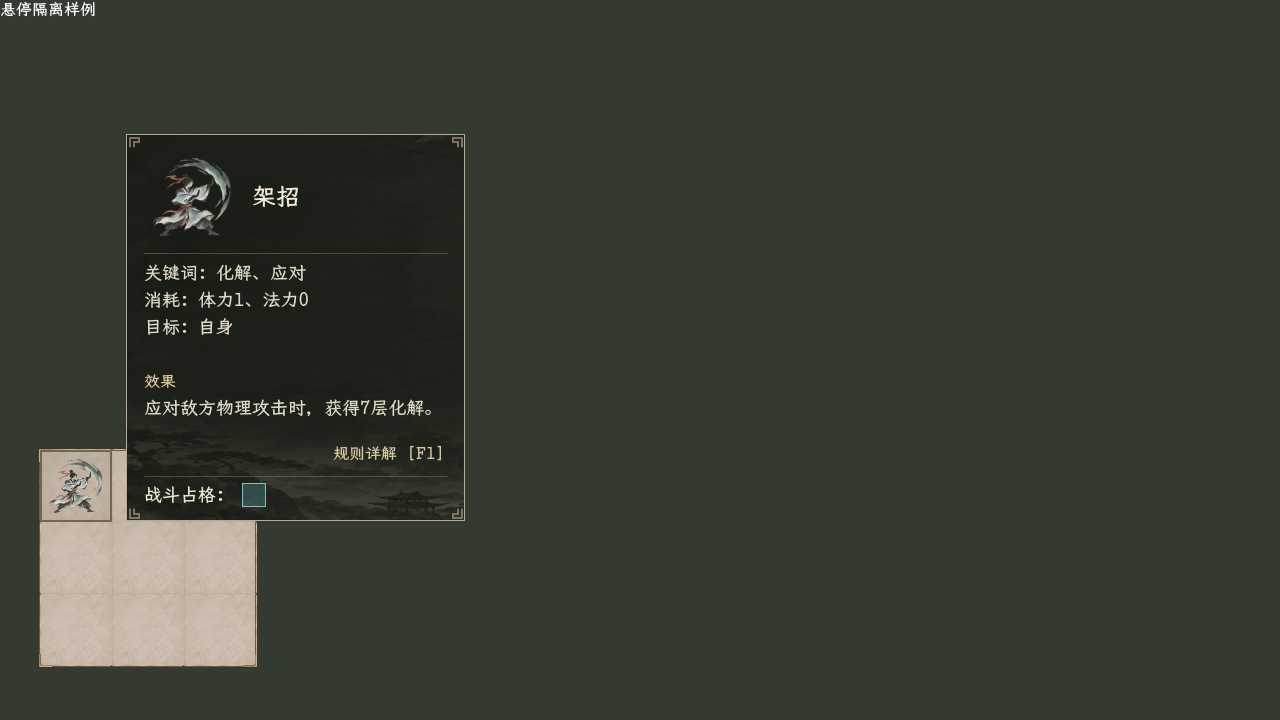 悬停隔离样例
架招
关键词：化解、应对
消耗：体力1、法力0
目标：自身
效果
应对敌方物理攻击时，获得7层化解。
规则详解 [F1]
战斗占格：